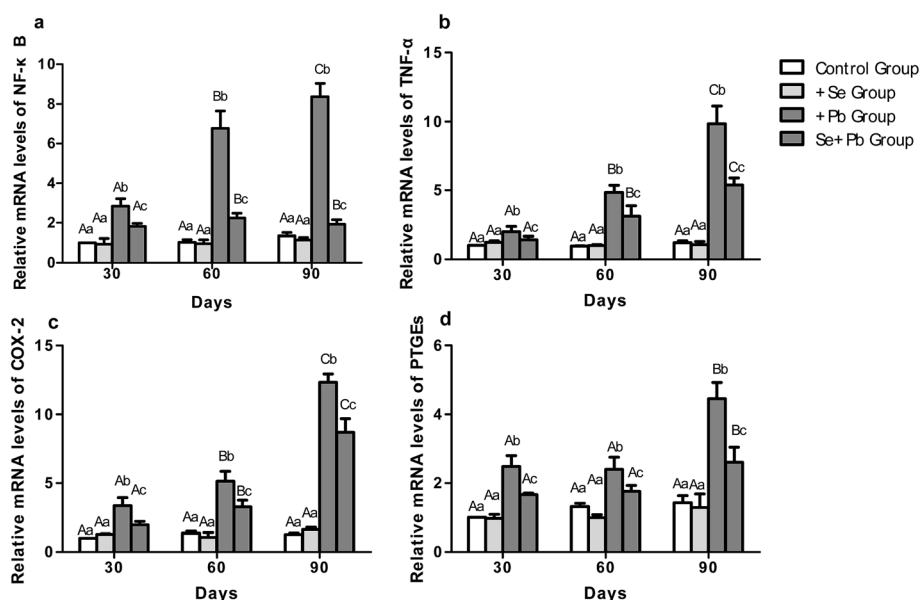 a
Relative mRNA levels of NF-κ B
10
8
6
4
2
0
Aa Aa Ab Ac
Aa Aa Bb Bc
Aa Aa Cb Bc
30 60 90
Days
b
Relative mRNA levels of TNF-α
15
10
5
0
Aa Aa Ab Ac
Aa Aa Bb Bc
Aa Aa Cb Cc
30 60 90
Days
Control Group
+Se Group
+Pb Group
Se+Pb Group
c
Relative mRNA levels of COX-2
15
10
5
0
Aa Aa Ab Ac
Aa Aa Bb Bc
Aa Aa Cb Cc
30 60 90
Days
d
Relative mRNA levels of PTGEs
6
4
2
0
Aa Aa Ab Ac
Aa Aa Ab Ac
Aa Aa Bb Bc
30 60 90
Days